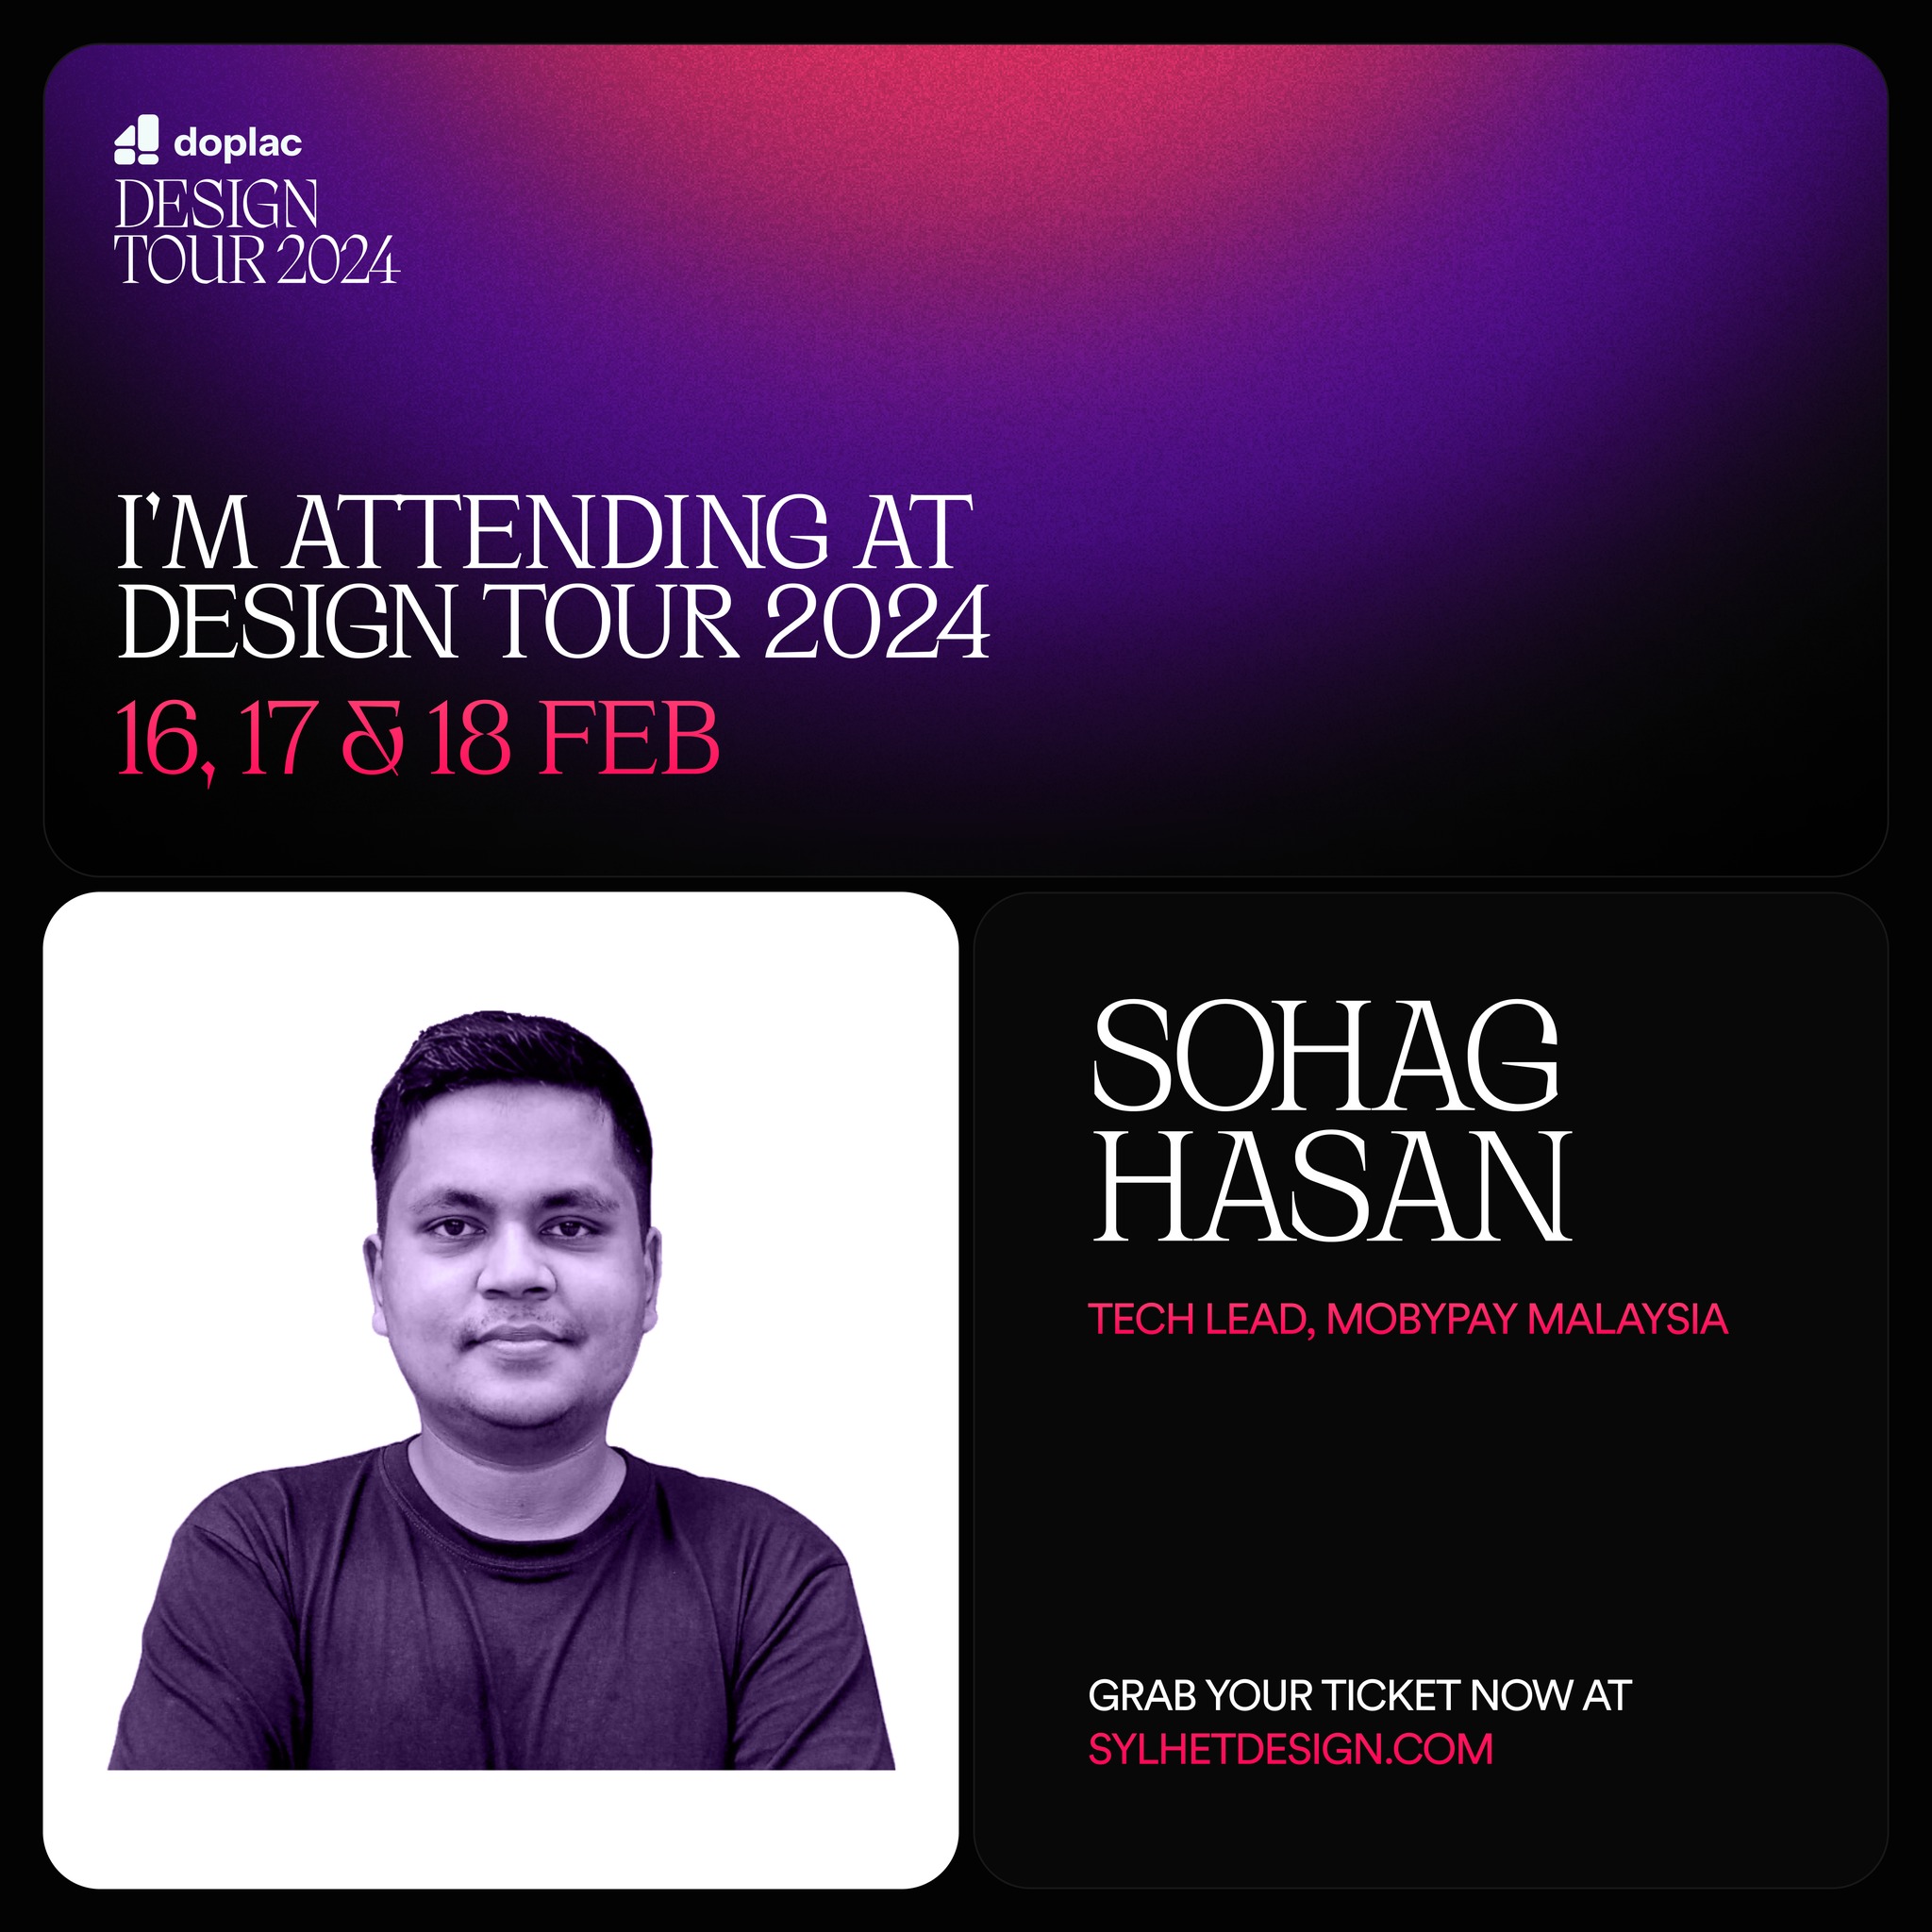 doplac
DESIGN
TOUR 2024
I'M ATTENDING AT
DESIGN TOUR 2024
16, 17 & 18 FEB
SOHAG
HASAN
TECH LEAD, MOBYPAY MALAYSIA
GRAB YOUR TICKET NOW AT
SYLHETDESIGN.COM